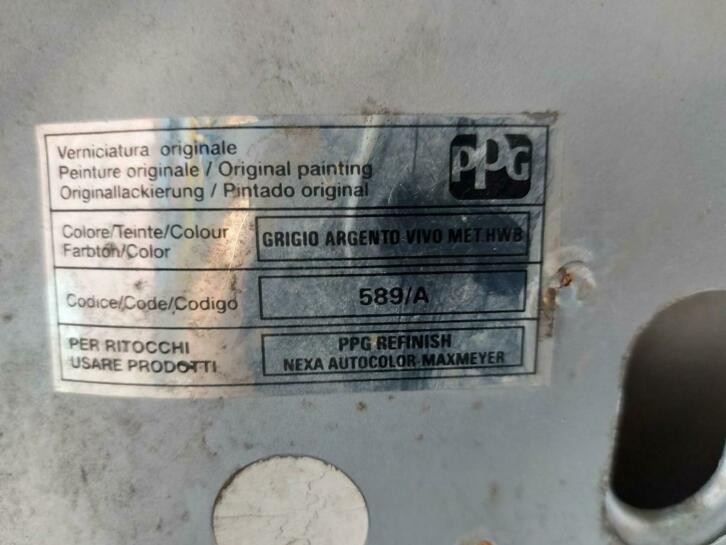 Verniciatura originale
Peinture originale / Original painting
Originallackierung / Pintado original
PPG
Colore/Teinte/Colour
Farbton/Color
GRIGIO ARGENTO VIVO MET.HWB
Codice/Code/Codigo
589/A
PER RITOCCHI
USARE PRODOTTI
PPG REFINISH
NEXA AUTOCOLOR-MAXMEYER